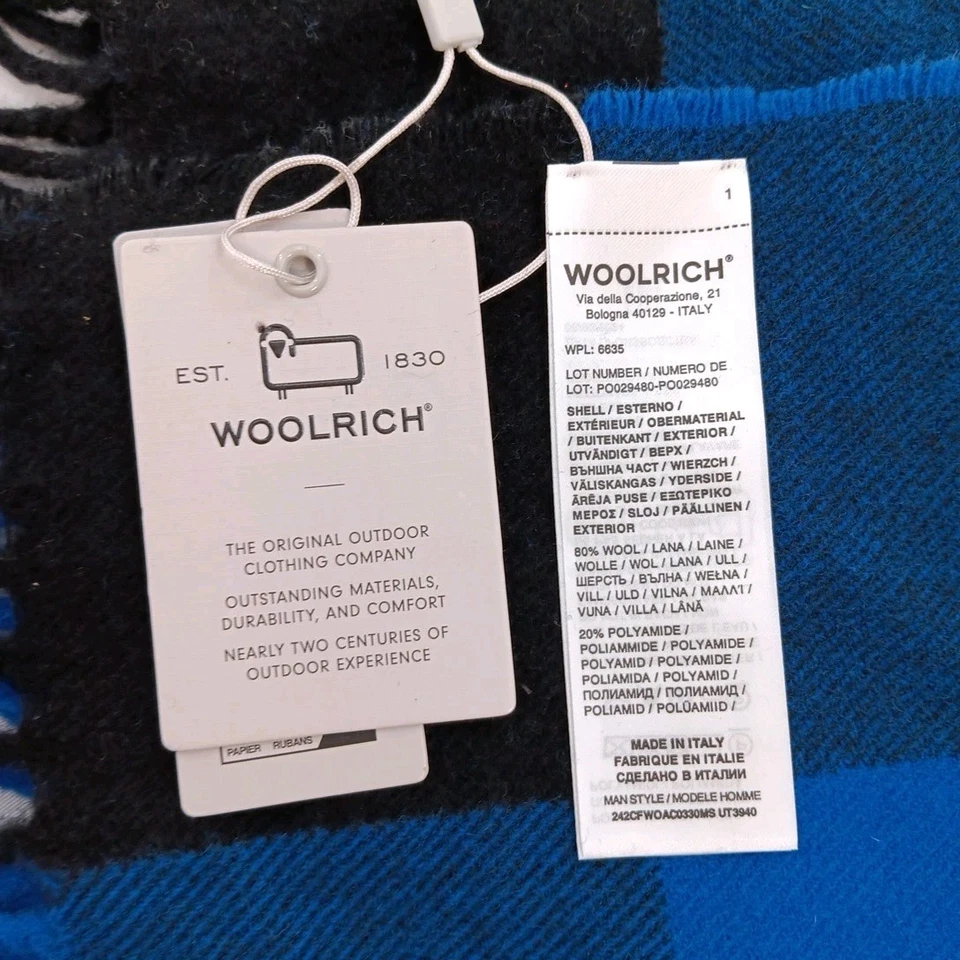 EST. 1830
WOOLRICH®
THE ORIGINAL OUTDOOR
CLOTHING COMPANY
OUTSTANDING MATERIALS,
DURABILITY, AND COMFORT
NEARLY TWO CENTURIES OF
OUTDOOR EXPERIENCE
PAPIER RUBANS
1
WOOLRICH®
Via della Cooperazione, 21
Bologna 40129 - ITALY
WPL: 6635
LOT NUMBER / NUMERO DE
LOT: PO029480-PO029480
SHELL / ESTERNO /
EXTÉRIEUR / OBERMATERIAL
/ BUITENKANT / EXTERIOR /
UTVÄNDIGT / ВЕРХ /
ВЪНШНА ЧАСТ / WIERZCH /
VÄLISKANGAS / YDERSIDE /
ĀRĒJA PUSE / ΕΞΩΤΕΡΙΚΟ
ΜΕΡΟΣ / SLOJ / PÄÄLLINEN /
EXTERIOR
80% WOOL / LANA / LAINE /
WOLLE / WOL / LANA / ULL /
ШЕРСТЬ / ВЪЛНА / WEŁNA /
VILL / ULD / VILNA / ΜΑΛΛΊ /
VUNA / VILLA / LÂNĂ
20% POLYAMIDE /
POLIAMMIDE / POLYAMIDE /
POLYAMID / POLYAMIDE /
POLIAMIDA / POLYAMID /
ПОЛИАМИД / ПОЛИАМИД /
POLIAMID / POLÜAMIID /
MADE IN ITALY
FABRIQUE EN ITALIE
СДЕЛАНО В ИТАЛИИ
MAN STYLE / MODELE HOMME
242CFWOAC0330MS UT3940